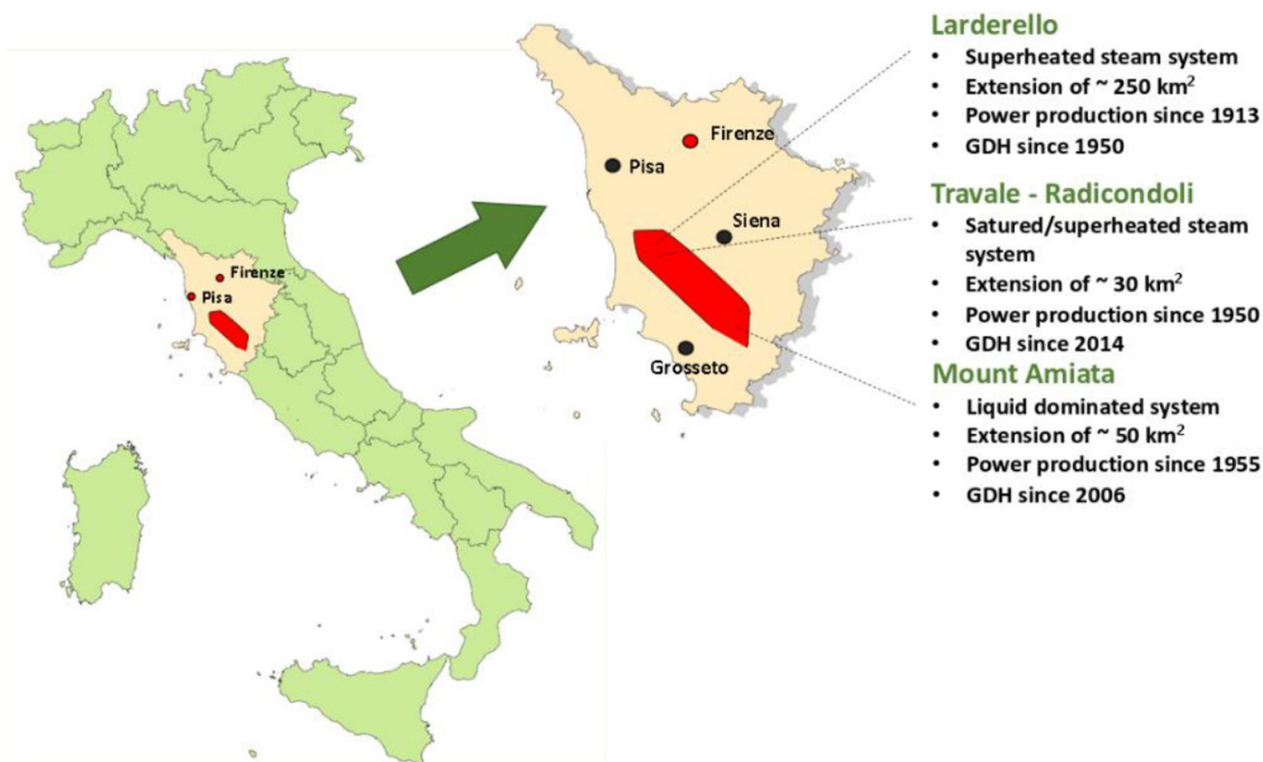 Firenze
Pisa
Firenze
Pisa
Siena
Grosseto
Larderello
• Superheated steam system
• Extension of ~ 250 km²
• Power production since 1913
• GDH since 1950
Travale - Radicondoli
• Satured/superheated steam
system
• Extension of ~ 30 km²
• Power production since 1950
• GDH since 2014
Mount Amiata
• Liquid dominated system
• Extension of ~ 50 km²
• Power production since 1955
• GDH since 2006